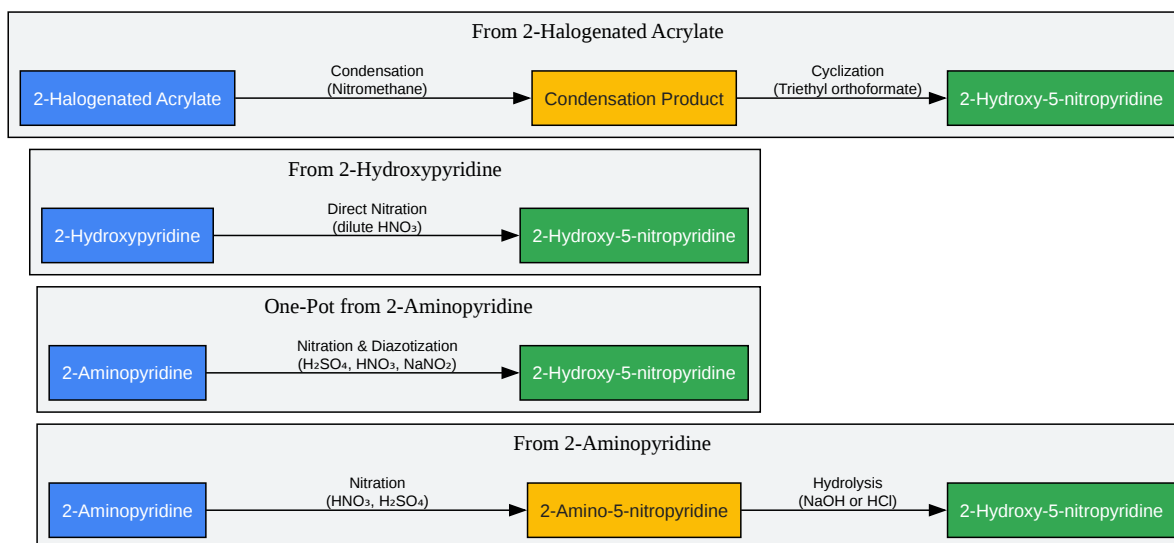 From 2-Halogenated Acrylate
2-Halogenated Acrylate
Condensation
(Nitromethane)
Condensation Product
Cyclization
(Triethyl orthoformate)
2-Hydroxy-5-nitropyridine
From 2-Hydroxypyridine
2-Hydroxypyridine
Direct Nitration
(dilute HNO₃)
2-Hydroxy-5-nitropyridine
One-Pot from 2-Aminopyridine
2-Aminopyridine
Nitration & Diazotization
(H₂SO₄, HNO₃, NaNO₂)
2-Hydroxy-5-nitropyridine
From 2-Aminopyridine
2-Aminopyridine
Nitration
(HNO₃, H₂SO₄)
2-Amino-5-nitropyridine
Hydrolysis
(NaOH or HCl)
2-Hydroxy-5-nitropyridine